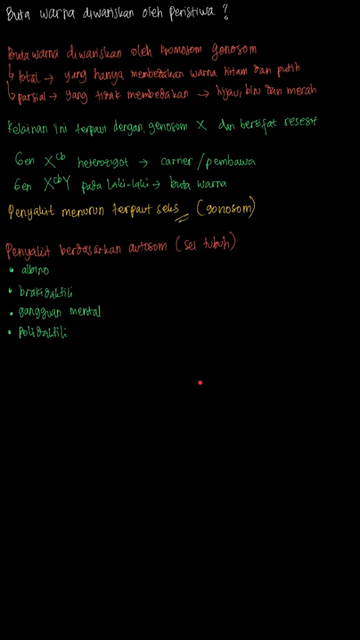 Buta warna diwariskan oleh peristiwa ?
Buta warna diwariskan oleh kromosom gonosom
↳ total → yang hanya membedakan warna hitam dan putih
↳ parsial → yang tidak membedakan → hijau, biru dan merah
Kelainan ini terpaut dengan genosom X dan bersifat resesif
Gen X^cb heterozigot → carrier / pembawa
Gen X^cb Y pada laki-laki → buta warna
Penyakit menurun terpaut seks (gonosom)
Penyakit berdasarkan autosom (sel tubuh)
• albino
• brakidaktili
• gangguan mental
• polidaktili